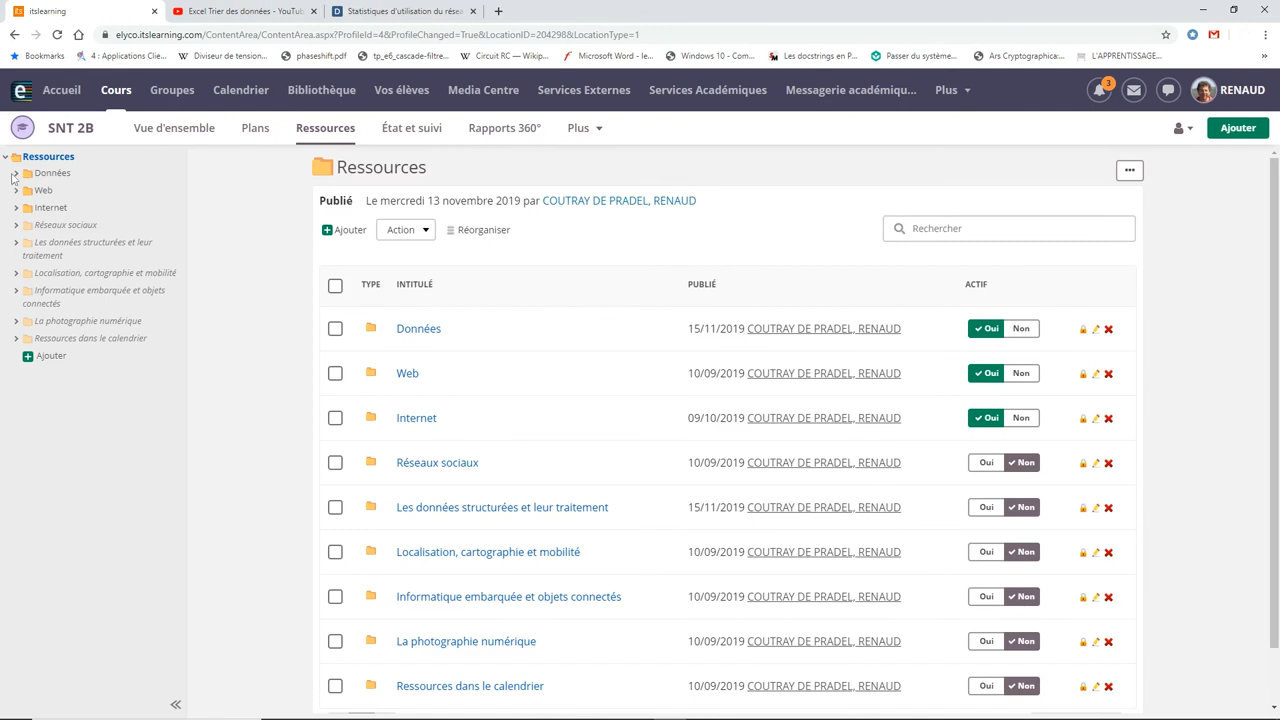 itslearning
Excel Trier des données - YouTub
Statistiques d'utilisation du rése
elyco.itslearning.com/ContentArea/ContentArea.aspx?ProfileId=4&ProfileChanged=True&LocationID=204298&LocationType=1
Bookmarks 4 : Applications Clie Diviseur de tension... phaseshift.pdf tp_e6_cascade-filtre... Circuit RC — Wikip... Microsoft Word - le... Windows 10 - Com... Les docstrings en P... Passer du système... Ars Cryptographica:... L'APPRENTISSAGE... »
Accueil Cours Groupes Calendrier Bibliothèque Vos élèves Media Centre Services Externes Services Académiques Messagerie académiqu... Plus 3 RENAUD
SNT 2B Vue d'ensemble Plans Ressources État et suivi Rapports 360° Plus Ajouter
Ressources
Données
Web
Internet
Réseaux sociaux
Les données structurées et leur
traitement
Localisation, cartographie et mobilité
Informatique embarquée et objets
connectés
La photographie numérique
Ressources dans le calendrier
Ajouter
Ressources
Publié Le mercredi 13 novembre 2019 par COUTRAY DE PRADEL, RENAUD
Ajouter Action Réorganiser Rechercher
TYPE INTITULÉ PUBLIÉ ACTIF
Données 15/11/2019 COUTRAY DE PRADEL, RENAUD Oui Non
Web 10/09/2019 COUTRAY DE PRADEL, RENAUD Oui Non
Internet 09/10/2019 COUTRAY DE PRADEL, RENAUD Oui Non
Réseaux sociaux 10/09/2019 COUTRAY DE PRADEL, RENAUD Oui Non
Les données structurées et leur traitement 15/11/2019 COUTRAY DE PRADEL, RENAUD Oui Non
Localisation, cartographie et mobilité 10/09/2019 COUTRAY DE PRADEL, RENAUD Oui Non
Informatique embarquée et objets connectés 10/09/2019 COUTRAY DE PRADEL, RENAUD Oui Non
La photographie numérique 10/09/2019 COUTRAY DE PRADEL, RENAUD Oui Non
Ressources dans le calendrier 10/09/2019 COUTRAY DE PRADEL, RENAUD Oui Non